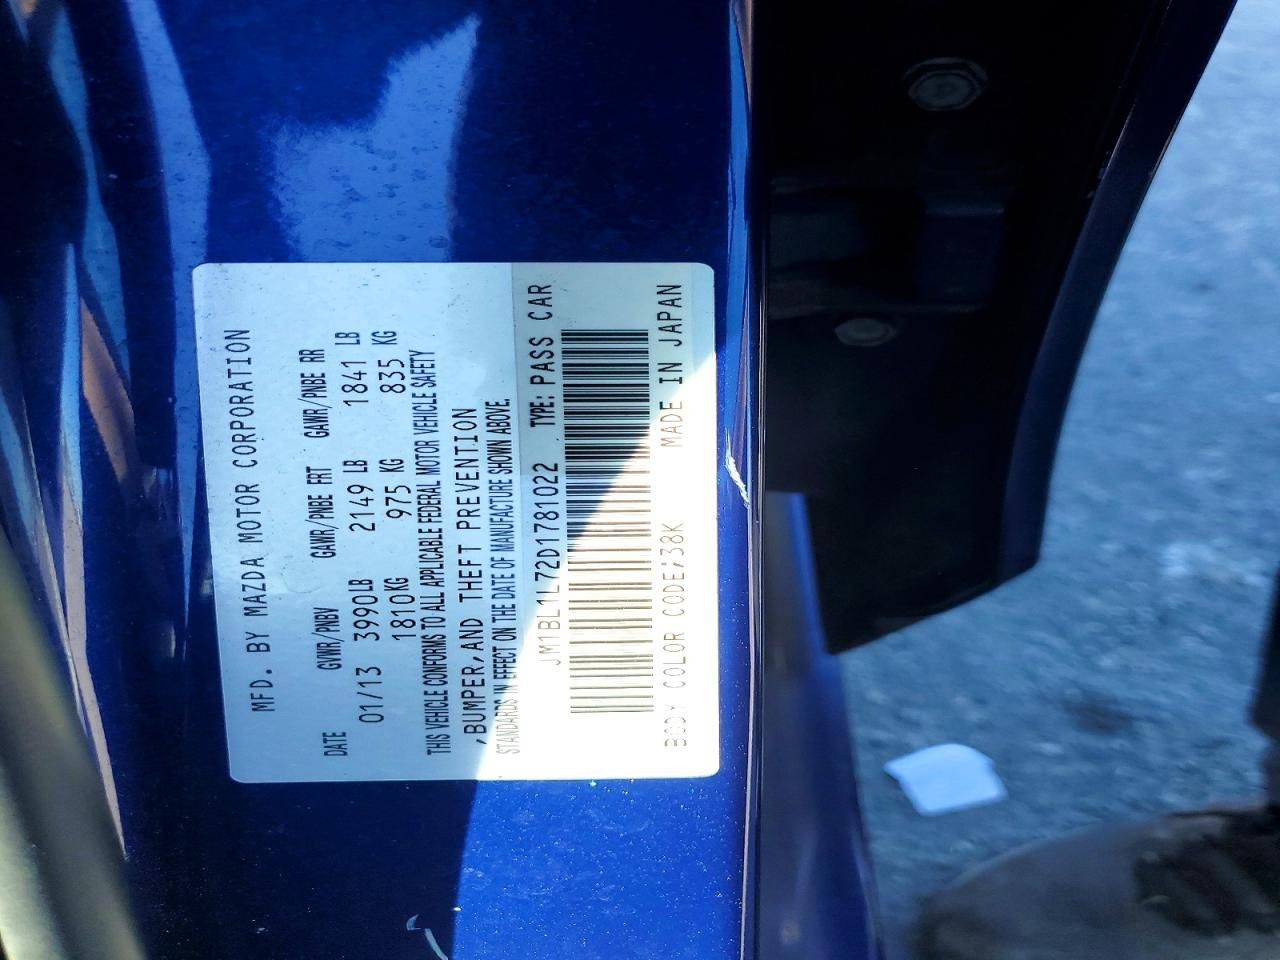 MFD. BY MAZDA MOTOR CORPORATION
DATE GVWR/PNBV GAWR/PNBE FRT GAWR/PNBE RR
01/13 3990LB 2149 LB 1841 LB
1810KG 975 KG 835 KG
THIS VEHICLE CONFORMS TO ALL APPLICABLE FEDERAL MOTOR VEHICLE SAFETY
,BUMPER,AND THEFT PREVENTION
STANDARDS IN EFFECT ON THE DATE OF MANUFACTURE SHOWN ABOVE.
JM1BL1L72D1781022 TYPE: PASS CAR
BODY COLOR CODE;38K MADE IN JAPAN